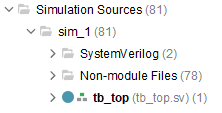 Simulation Sources (81)
sim_1 (81)
SystemVerilog (2)
Non-module Files (78)
tb_top (tb_top.sv) (1)